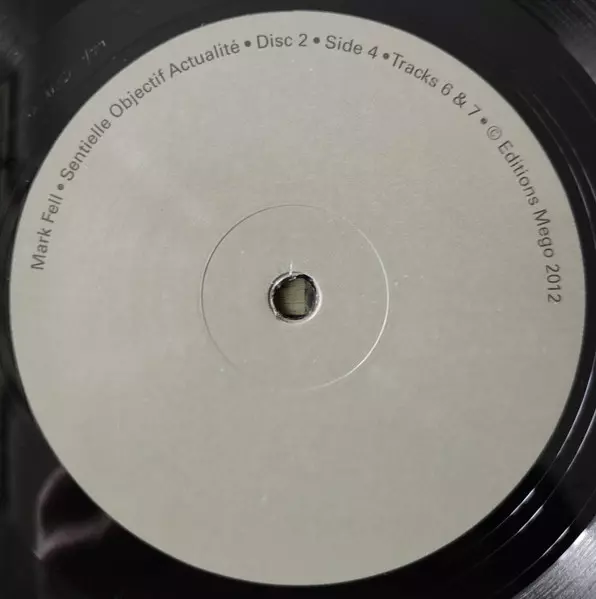 Mark Fell • Sentielle Objectif Actualité • Disc 2 • Side 4 • Tracks 6 & 7 • © Editions Mego 2012